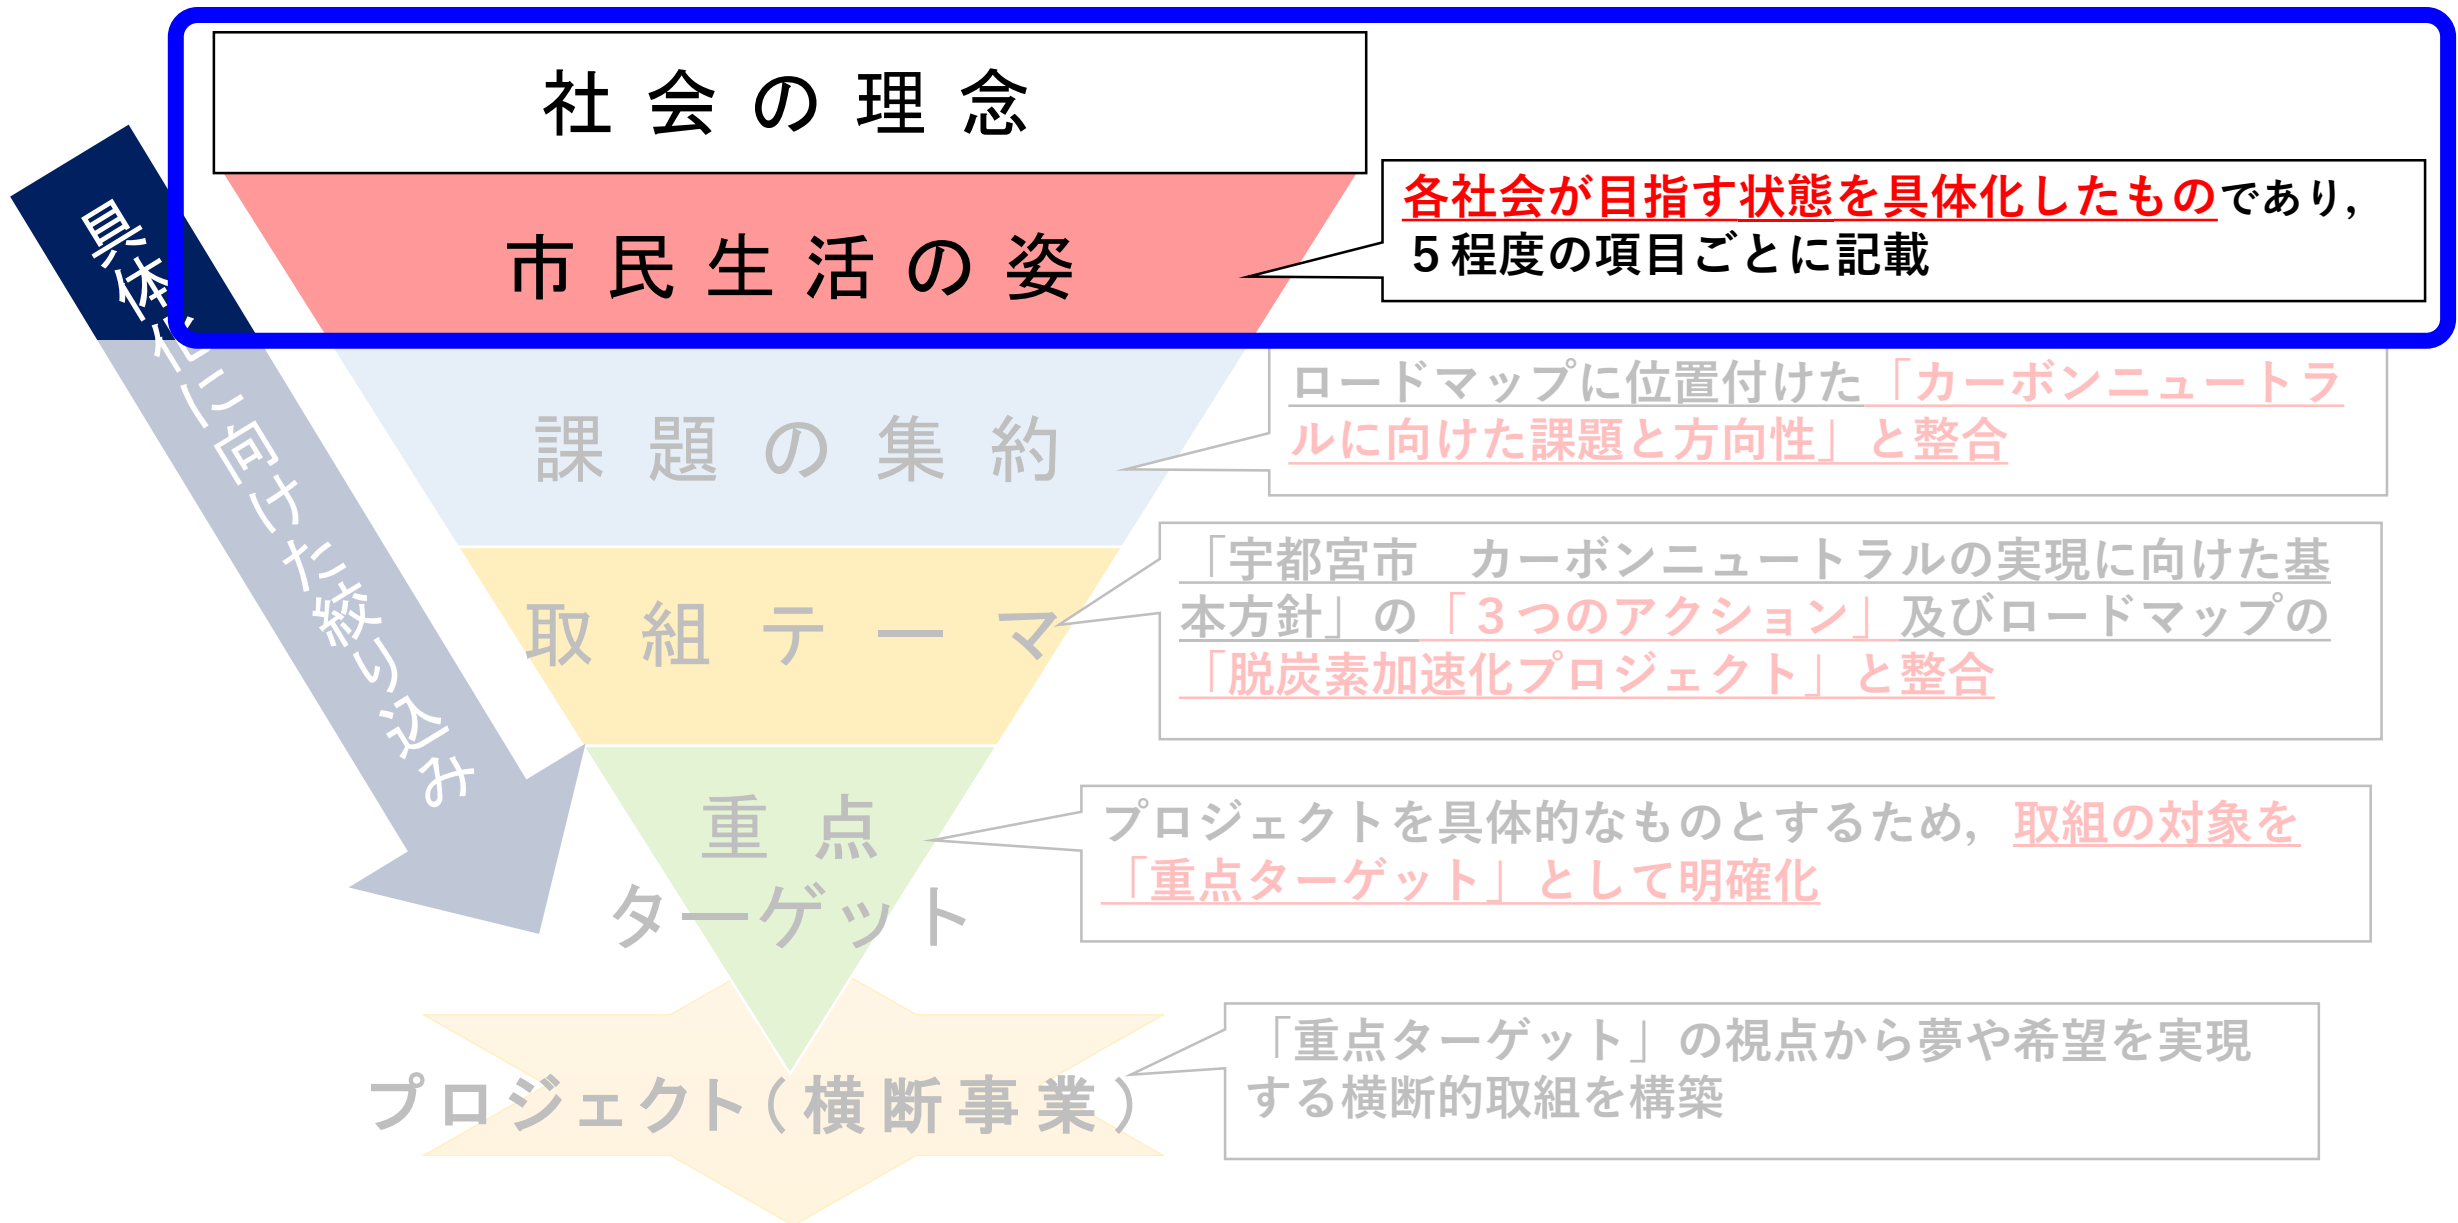 社会の理念
市民生活の姿
各社会が目指す状態を具体化したものであり，
５程度の項目ごとに記載
具体化に向けた絞り込み
課題の集約
ロードマップに位置付けた「カーボンニュートラ
ルに向けた課題と方向性」と整合
取組テーマ
「宇都宮市　カーボンニュートラルの実現に向けた基
本方針」の「３つのアクション」及びロードマップの
「脱炭素加速化プロジェクト」と整合
重点
ターゲット
プロジェクトを具体的なものとするため，取組の対象を
「重点ターゲット」として明確化
プロジェクト（横断事業）
「重点ターゲット」の視点から夢や希望を実現
する横断的取組を構築